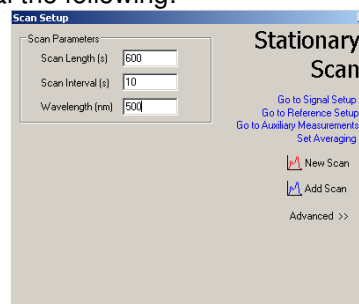 Scan Setup
Scan Parameters
Scan Length (s) 600
Scan Interval (s) 10
Wavelength (nm) 500
Stationary
Scan
Go to Signal Setup
Go to Reference Setup
Go to Auxiliary Measurements
Set Averaging
New Scan
Add Scan
Advanced >>